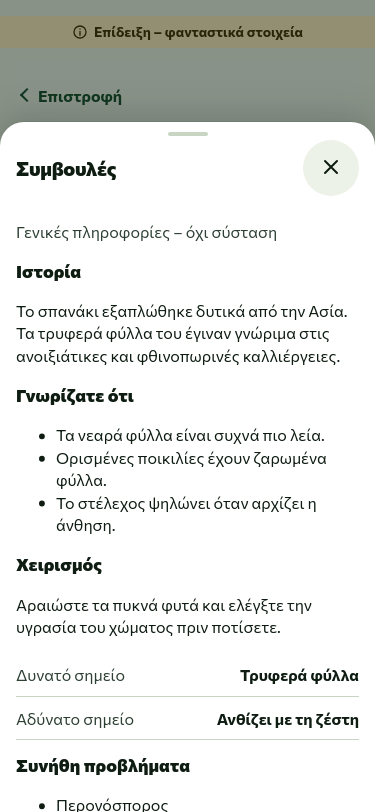 Επίδειξη – φανταστικά στοιχεία
Επιστροφή
Συμβουλές
Γενικές πληροφορίες – όχι σύσταση
Ιστορία
Το σπανάκι εξαπλώθηκε δυτικά από την Ασία.
Τα τρυφερά φύλλα του έγιναν γνώριμα στις
ανοιξιάτικες και φθινοπωρινές καλλιέργειες.
Γνωρίζατε ότι
• Τα νεαρά φύλλα είναι συχνά πιο λεία.
• Ορισμένες ποικιλίες έχουν ζαρωμένα
φύλλα.
• Το στέλεχος ψηλώνει όταν αρχίζει η
άνθηση.
Χειρισμός
Αραιώστε τα πυκνά φυτά και ελέγξτε την
υγρασία του χώματος πριν ποτίσετε.
Δυνατό σημείο Τρυφερά φύλλα
Αδύνατο σημείο Ανθίζει με τη ζέστη
Συνήθη προβλήματα
• Περονόσπορος